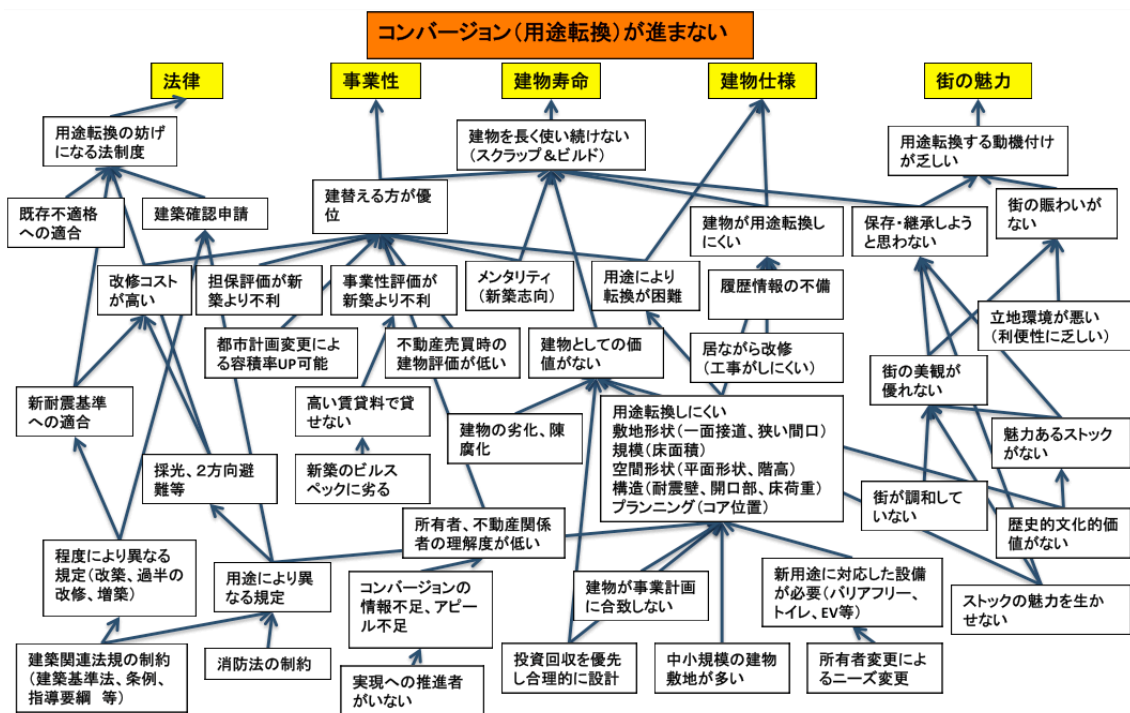 コンバージョン（用途転換）が進まない
法律
事業性
建物寿命
建物仕様
街の魅力
用途転換の妨げ
になる法制度
建物を長く使い続けない
（スクラップ＆ビルド）
用途転換する動機付け
が乏しい
既存不適格
への適合
建築確認申請
建替える方が優
位
建物が用途転換し
にくい
保存・継承しよう
と思わない
街の賑わいが
ない
改修コスト
が高い
担保評価が新
築より不利
事業性評価が
新築より不利
メンタリティ
（新築志向）
用途により
転換が困難
履歴情報の不備
立地環境が悪い
（利便性に乏しい）
都市計画変更によ
る容積率UP可能
不動産売買時の
建物評価が低い
建物としての価
値がない
居ながら改修
（工事がしにくい）
街の美観が
優れない
新耐震基準
への適合
高い賃貸料で貸
せない
建物の劣化、陳
腐化
用途転換しにくい
敷地形状（一面接道、狭い間口）
規模（床面積）
空間形状（平面形状、階高）
構造（耐震壁、開口部、床荷重）
プランニング（コア位置）
魅力あるストック
がない
採光、２方向避
難等
新築のビルス
ペックに劣る
街が調和して
いない
歴史的文化的価
値がない
所有者、不動産関係
者の理解度が低い
程度により異なる
規定（改築、過半の
改修、増築）
用途により異
なる規定
コンバージョンの
情報不足、アピー
ル不足
建物が事業計画
に合致しない
新用途に対応した設備
が必要（バリアフリー、
トイレ、EV等）
ストックの魅力を生か
せない
建築関連法規の制約
（建築基準法、条例、
指導要綱　等）
消防法の制約
実現への推進者
がいない
投資回収を優先
し合理的に設計
中小規模の建物
敷地が多い
所有者変更によ
るニーズ変更